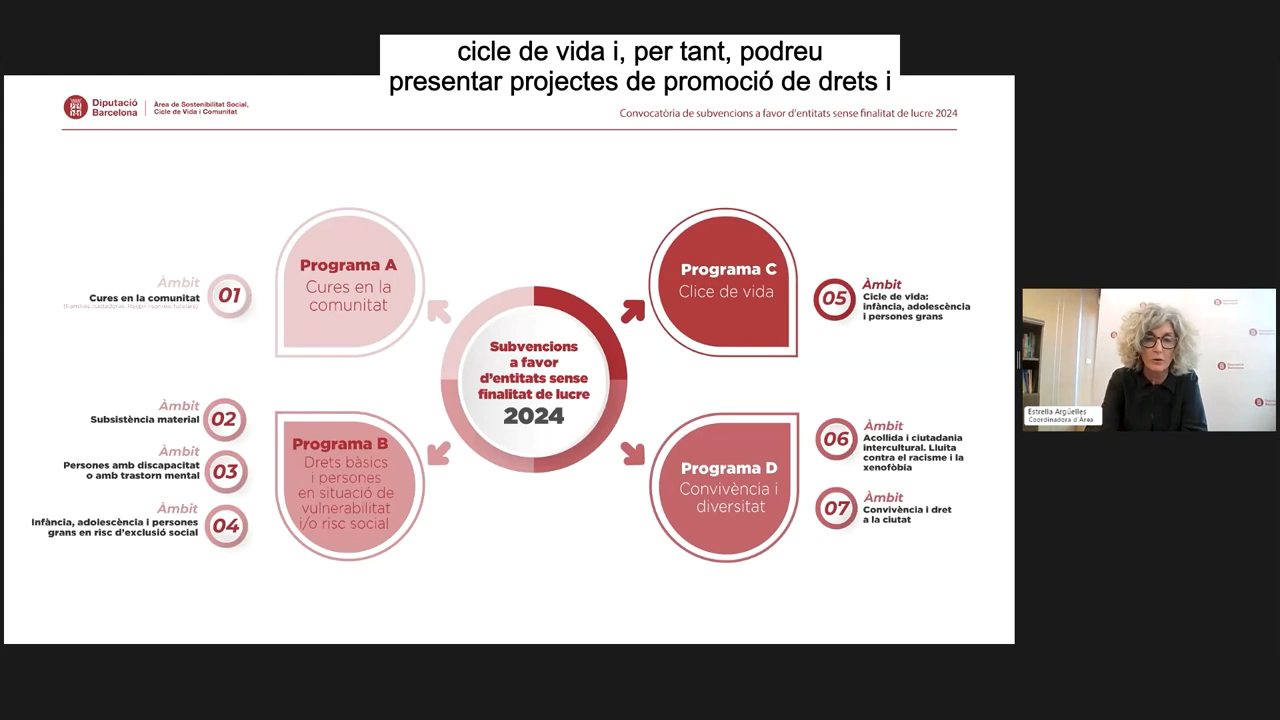 cicle de vida i, per tant, podreu
presentar projectes de promoció de drets i
Diputació
Barcelona
Àrea de Sostenibilitat Social,
Cicle de Vida i Comunitat
Convocatòria de subvencions a favor d'entitats sense finalitat de lucre 2024
Àmbit
Cures en la comunitat
01
Programa A
Cures en la
comunitat
Àmbit
Subsistència material
02
Àmbit
Persones amb discapacitat
o amb trastorn mental
03
Àmbit
Infància, adolescència i persones
grans en risc d'exclusió social
04
Programa B
Drets bàsics
i persones
en situació de
vulnerabilitat
i/o risc social
Subvencions
a favor
d'entitats sense
finalitat de lucre
2024
Programa C
Clice de vida
05
Àmbit
Cicle de vida:
infància, adolescència
i persones grans
Programa D
Convivència i
diversitat
06
Àmbit
Acollida i ciutadania
intercultural. Lluita
contra el racisme i la
xenofòbia
07
Àmbit
Convivència i dret
a la ciutat
Estrella Argüelles
Coordinadora d'Àrea